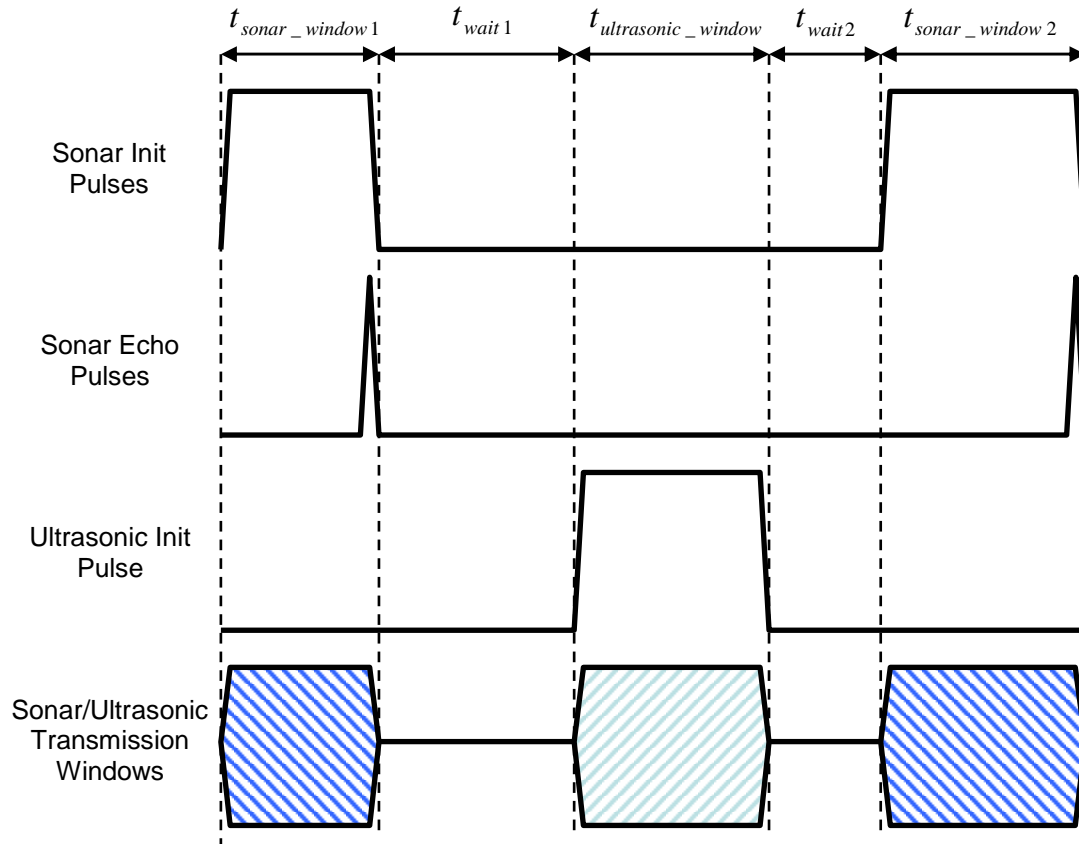 t_sonar_window1 t_wait1 t_ultrasonic_window t_wait2 t_sonar_window2
Sonar Init
Pulses
Sonar Echo
Pulses
Ultrasonic Init
Pulse
Sonar/Ultrasonic
Transmission
Windows